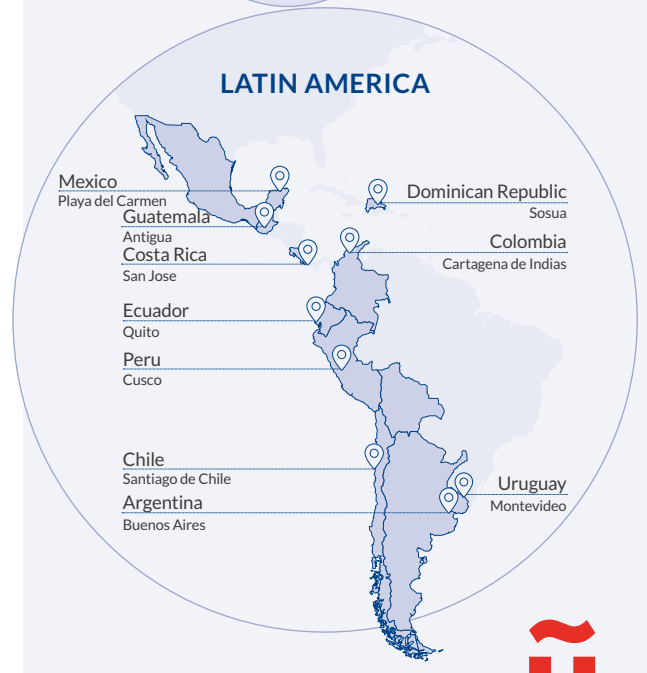 LATIN AMERICA
Mexico
Playa del Carmen
Guatemala
Antigua
Costa Rica
San Jose
Ecuador
Quito
Peru
Cusco
Chile
Santiago de Chile
Argentina
Buenos Aires
Dominican Republic
Sosua
Colombia
Cartagena de Indias
Uruguay
Montevideo